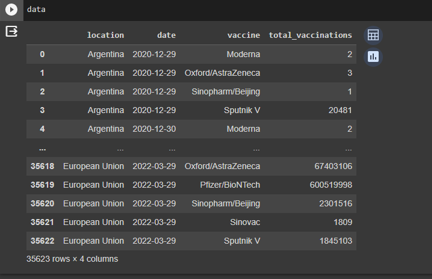 data
location date vaccine total_vaccinations
0 Argentina 2020-12-29 Moderna 2
1 Argentina 2020-12-29 Oxford/AstraZeneca 3
2 Argentina 2020-12-29 Sinopharm/Beijing 1
3 Argentina 2020-12-29 Sputnik V 20481
4 Argentina 2020-12-30 Moderna 2
... ... ... ... ...
35618 European Union 2022-03-29 Oxford/AstraZeneca 67403106
35619 European Union 2022-03-29 Pfizer/BioNTech 600519998
35620 European Union 2022-03-29 Sinopharm/Beijing 2301516
35621 European Union 2022-03-29 Sinovac 1809
35622 European Union 2022-03-29 Sputnik V 1845103
35623 rows × 4 columns